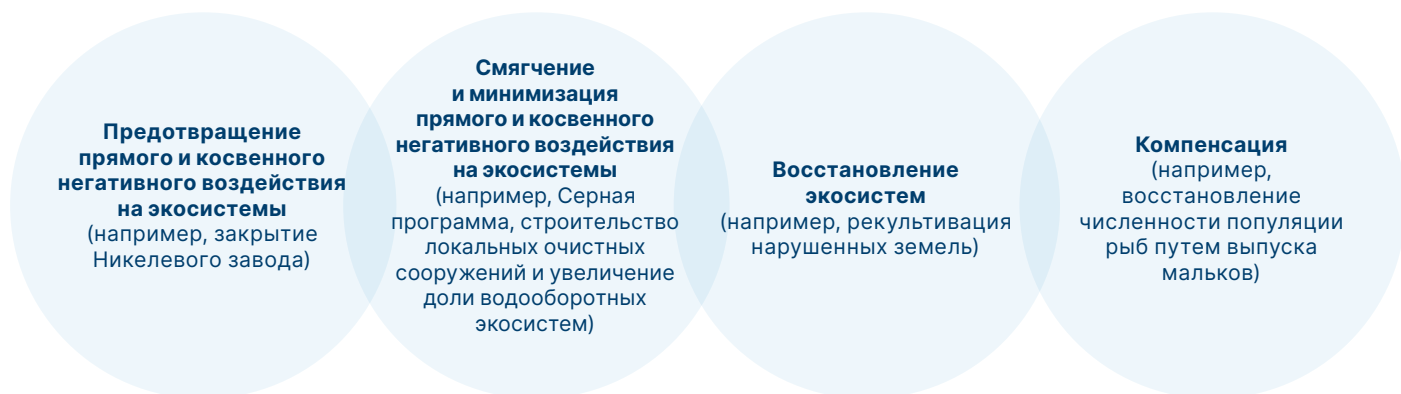 Предотвращение
прямого и косвенного
негативного воздействия
на экосистемы
(например, закрытие
Никелевого завода)
Смягчение
и минимизация
прямого и косвенного
негативного воздействия
на экосистемы
(например, Серная
программа, строительство
локальных очистных
сооружений и увеличение
доли водооборотных
экосистем)
Восстановление
экосистем
(например, рекультивация
нарушенных земель)
Компенсация
(например,
восстановление
численности популяции
рыб путем выпуска
мальков)